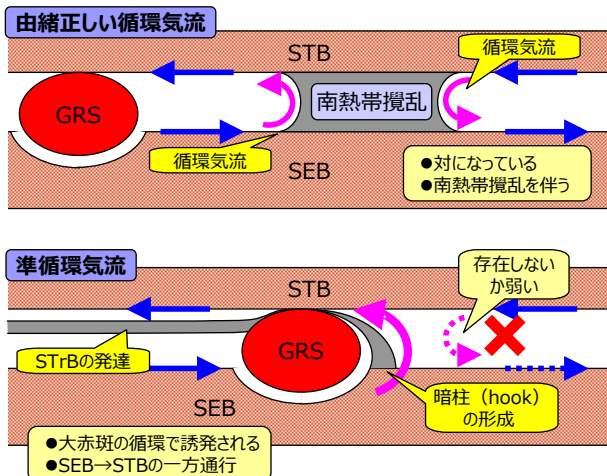 由緒正しい循環気流
STB
循環気流
GRS
南熱帯攪乱
循環気流
SEB
●対になっている
●南熱帯攪乱を伴う
準循環気流
存在しない
か弱い
STB
STrBの発達
GRS
SEB
暗柱（hook）
の形成
●大赤斑の循環で誘発される
●SEB→STBの一方通行